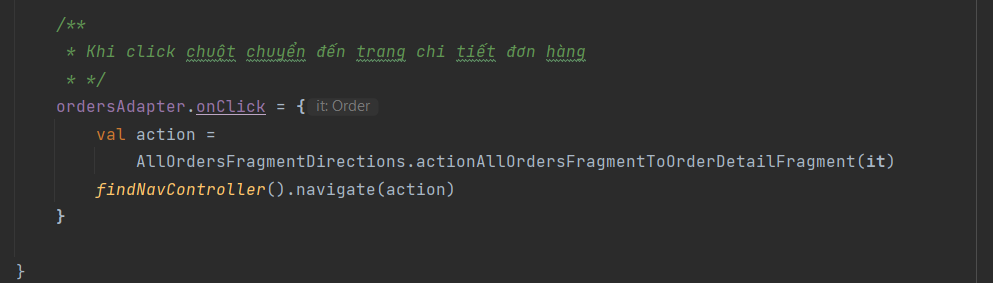 /**
 * Khi click chuột chuyển đến trang chi tiết đơn hàng
 * */
ordersAdapter.onClick = { it: Order
    val action =
        AllOrdersFragmentDirections.actionAllOrdersFragmentToOrderDetailFragment(it)
    findNavController().navigate(action)
}
}